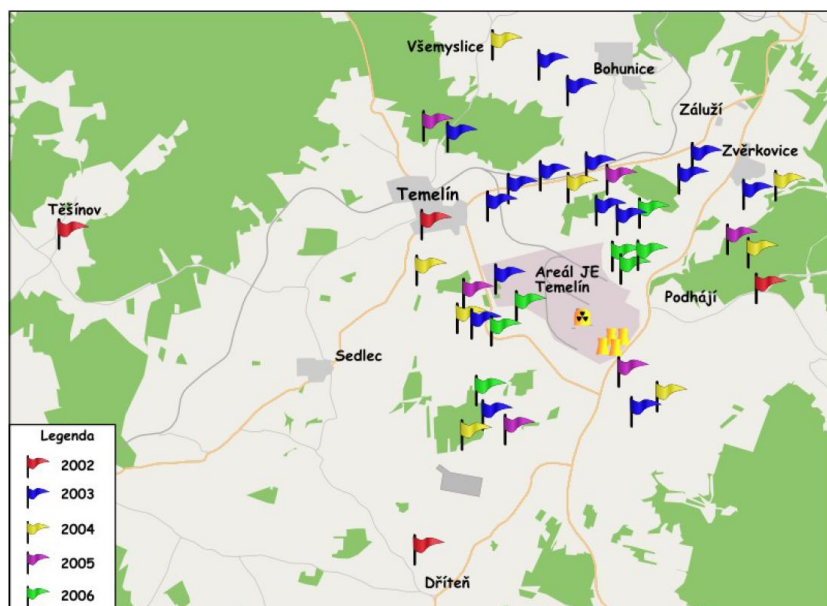 Všemyslice
Bohunice
Záluží
Zvěrkovice
Temelín
Těšínov
Areál JE
Temelín
Podhájí
Sedlec
Dříteň
Legenda
2002
2003
2004
2005
2006